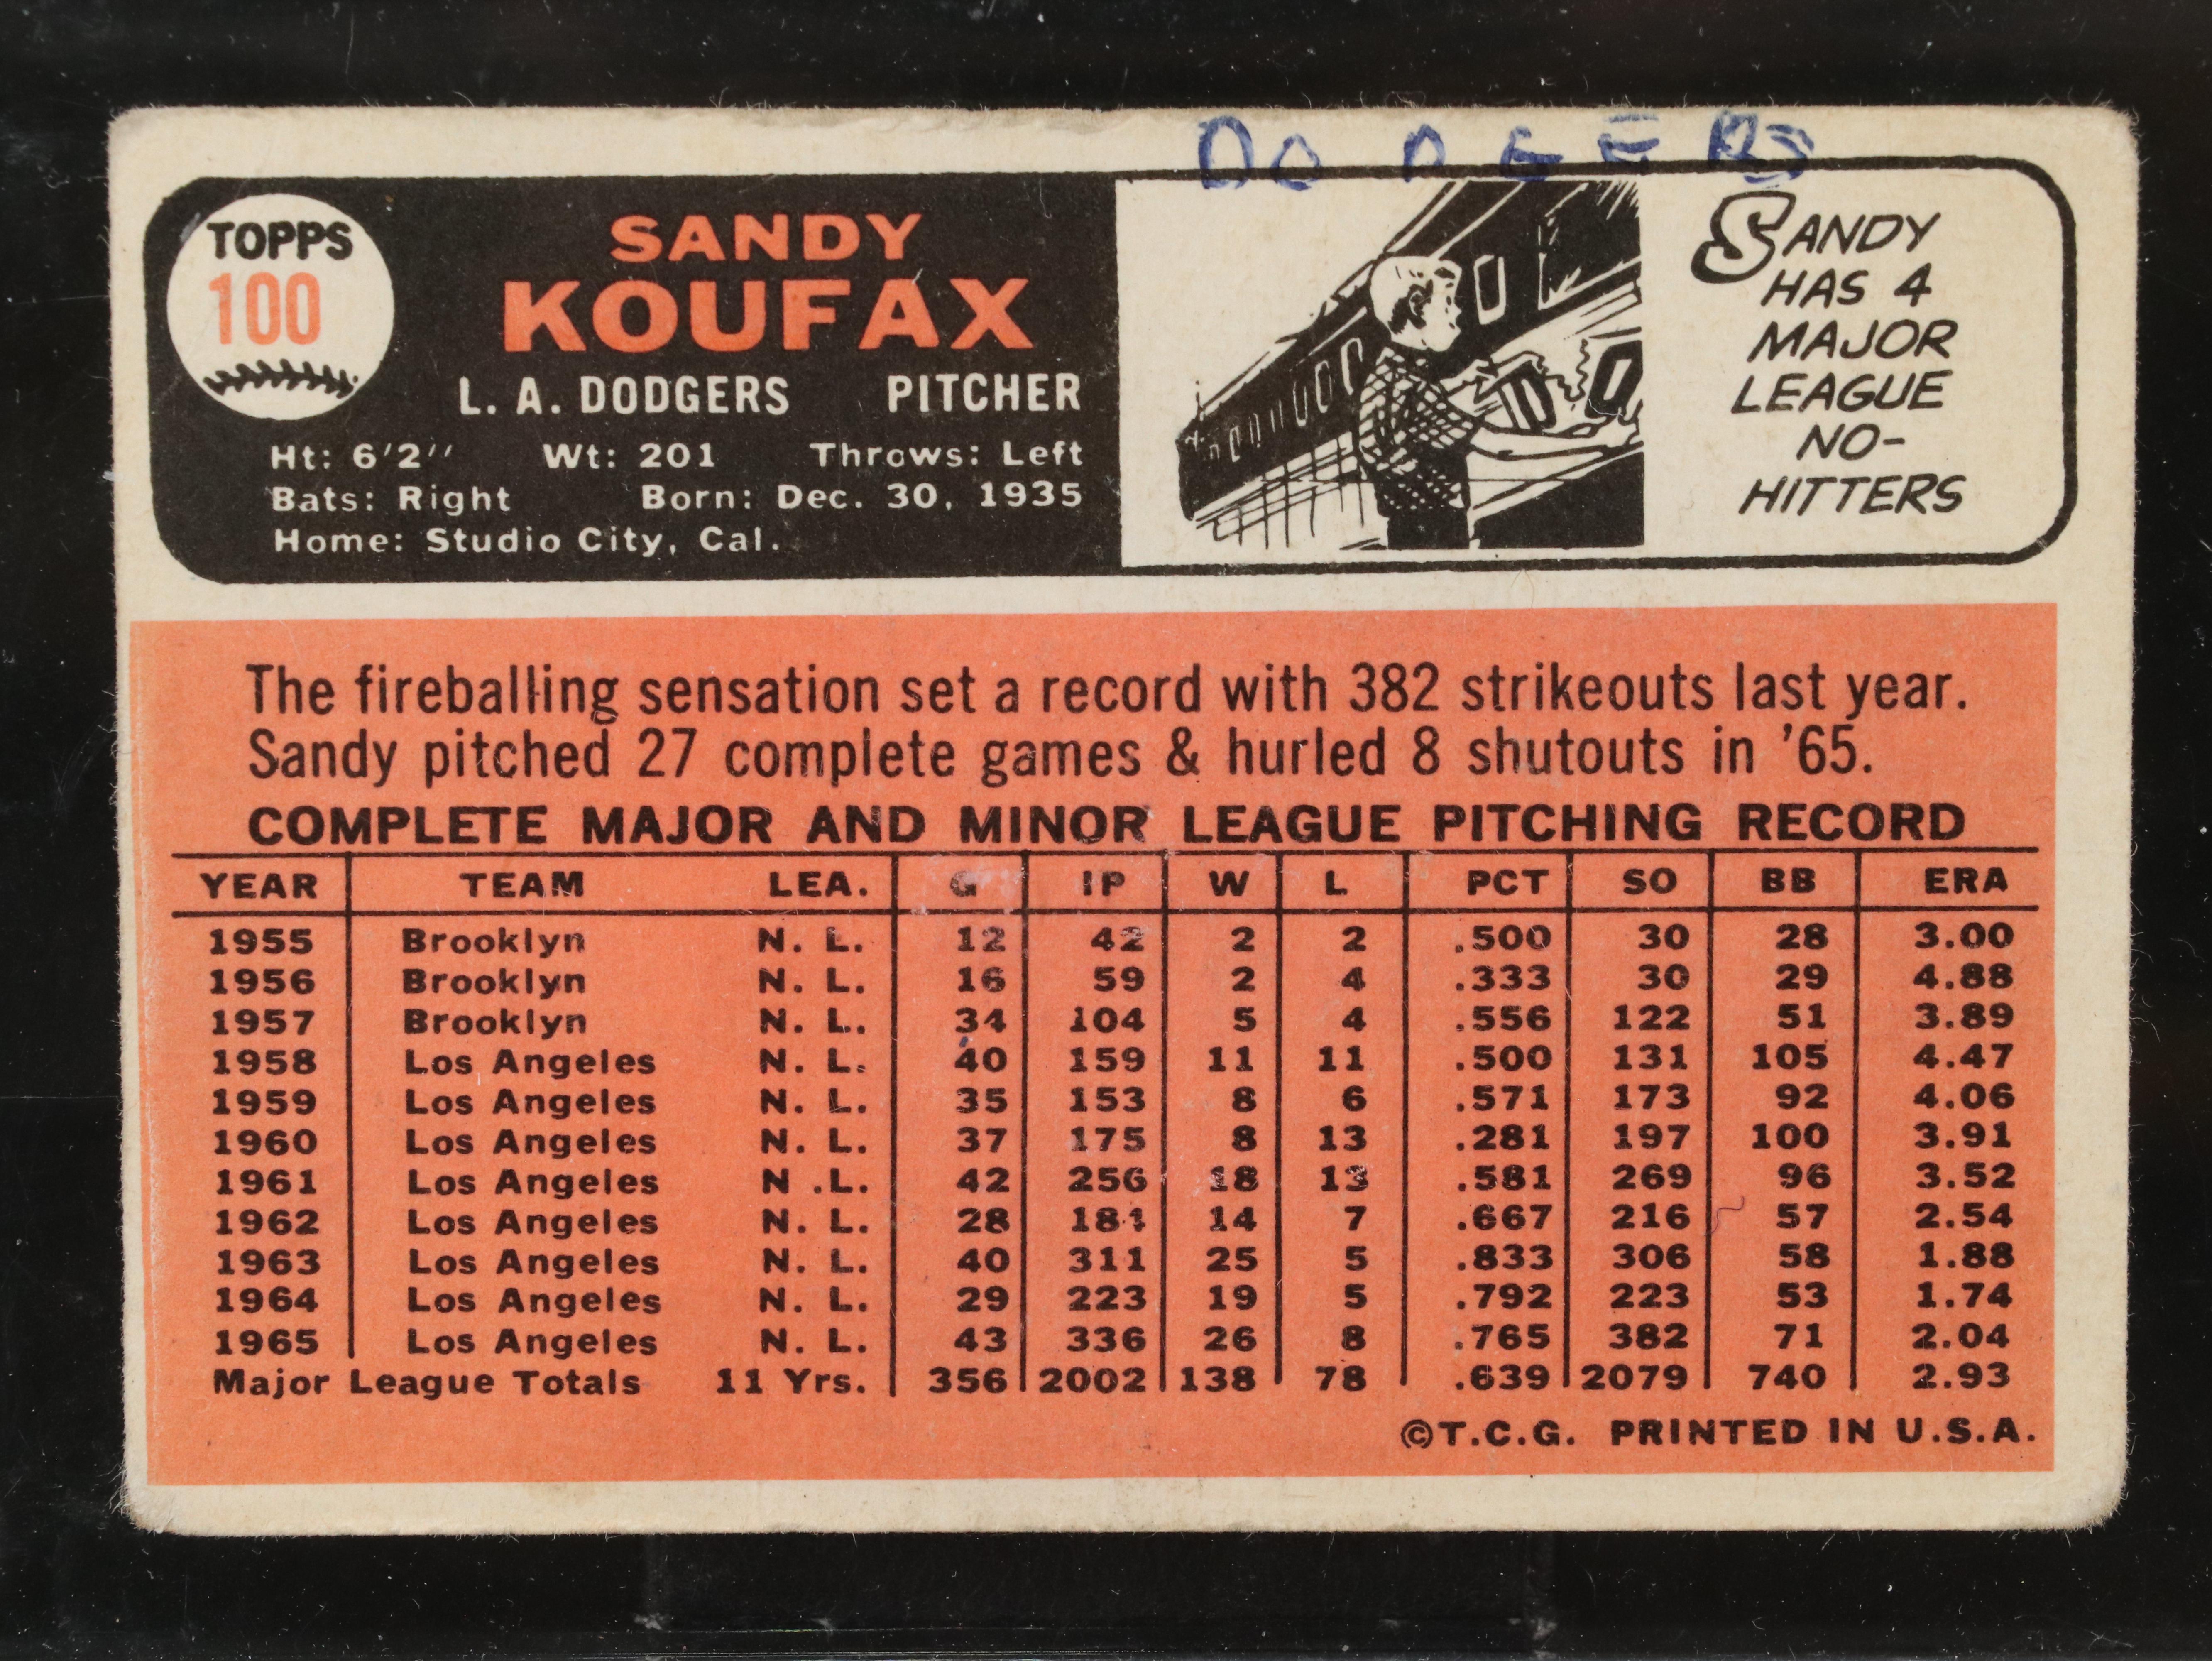 DODGERS
TOPPS
100
SANDY
KOUFAX
L. A. DODGERS PITCHER
Ht: 6'2" Wt: 201 Throws: Left
Bats: Right Born: Dec. 30, 1935
Home: Studio City, Cal.
SANDY
HAS 4
MAJOR
LEAGUE
NO-
HITTERS
The fireballing sensation set a record with 382 strikeouts last year.
Sandy pitched 27 complete games & hurled 8 shutouts in '65.
COMPLETE MAJOR AND MINOR LEAGUE PITCHING RECORD
YEAR TEAM LEA. G IP W L PCT SO BB ERA
1955 Brooklyn N. L. 12 42 2 2 .500 30 28 3.00
1956 Brooklyn N. L. 16 59 2 4 .333 30 29 4.88
1957 Brooklyn N. L. 34 104 5 4 .556 122 51 3.89
1958 Los Angeles N. L. 40 159 11 11 .500 131 105 4.47
1959 Los Angeles N. L. 35 153 8 6 .571 173 92 4.06
1960 Los Angeles N. L. 37 175 8 13 .281 197 100 3.91
1961 Los Angeles N .L. 42 256 18 13 .581 269 96 3.52
1962 Los Angeles N. L. 28 184 14 7 .667 216 57 2.54
1963 Los Angeles N. L. 40 311 25 5 .833 306 58 1.88
1964 Los Angeles N. L. 29 223 19 5 .792 223 53 1.74
1965 Los Angeles N. L. 43 336 26 8 .765 382 71 2.04
Major League Totals 11 Yrs. 356 2002 138 78 .639 2079 740 2.93
©T.C.G. PRINTED IN U.S.A.